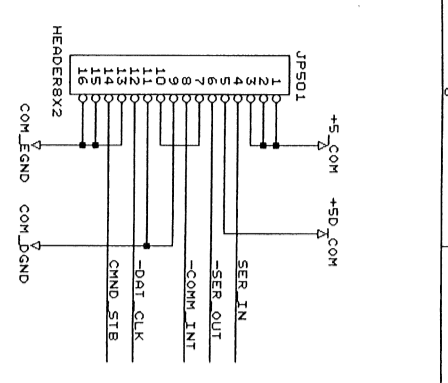 JP501
1
2
3
4
5
6
7
8
9
10
11
12
13
14
15
16
HEADER8X2
+5_COM
+5D_COM
COM_EGND
COM_DGND
SER_IN
-SER_OUT
-COMM_INT
-DAT_CLK
CMND_STB